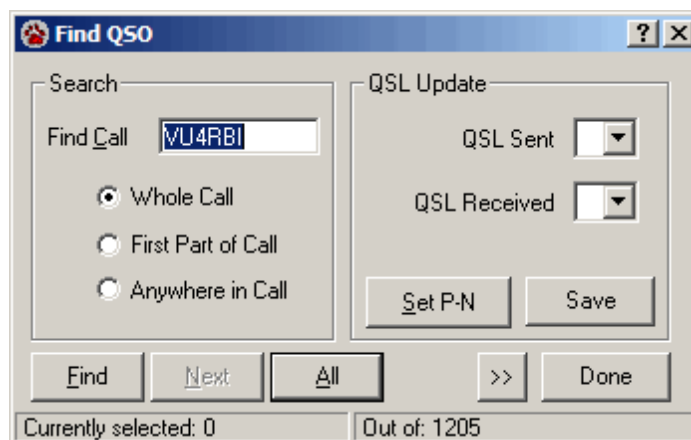 Find QSO
Search
Find Call VU4RBI
Whole Call
First Part of Call
Anywhere in Call
QSL Update
QSL Sent
QSL Received
Set P-N Save
Find Next All >> Done
Currently selected: 0 Out of: 1205